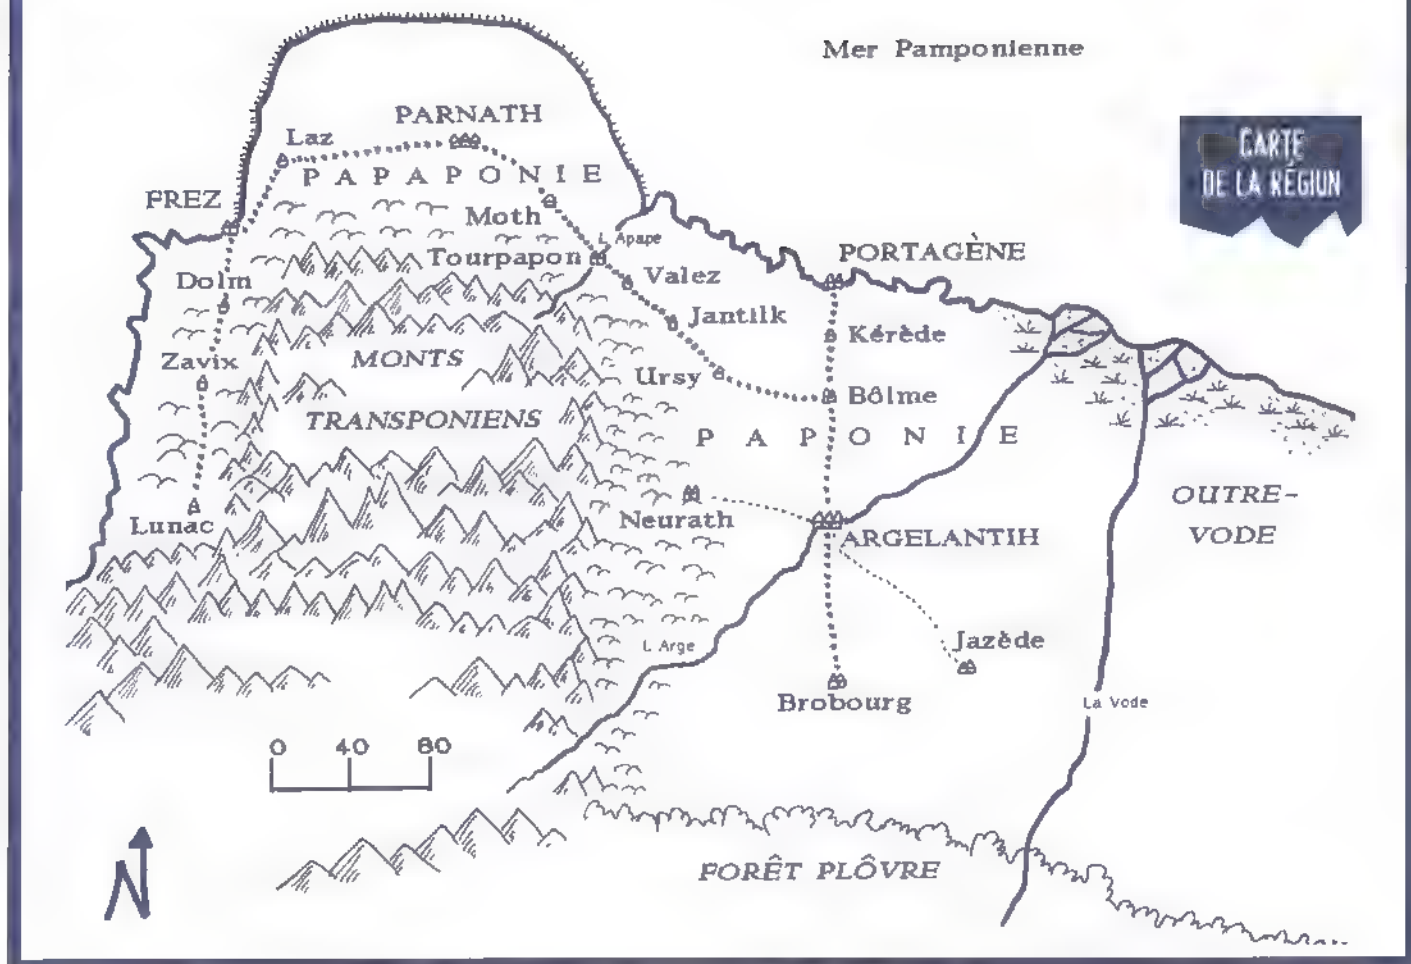 Mer Pamponienne
CARTE
DE LA RÉGIUN
PARNATH
Laz
PAPAPONIE
FREZ
Moth
L Apape
Tourpapon
PORTAGÈNE
Dolm
Valez
Jantilk
Kérède
MONTS
Zavix
Ursy
Bôlme
TRANSPONIENS
PAPONIE
OUTRE-
VODE
Lunac
Neurath
ARGELANTIH
L Arge
Jazède
Brobourg
La Vode
0 40 80
FORÊT PLÔVRE
N